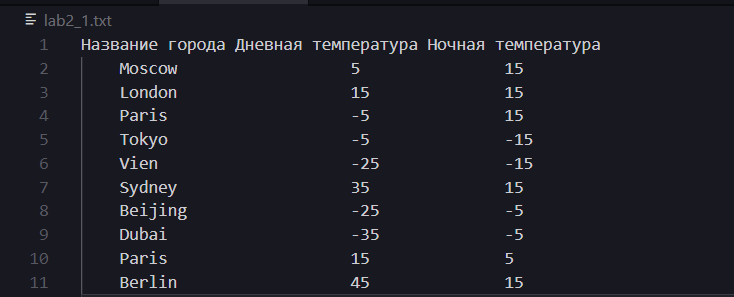 lab2_1.txt
1 Название города Дневная температура Ночная температура
2 Moscow 5 15
3 London 15 15
4 Paris -5 15
5 Tokyo -5 -15
6 Vien -25 -15
7 Sydney 35 15
8 Beijing -25 -5
9 Dubai -35 -5
10 Paris 15 5
11 Berlin 45 15